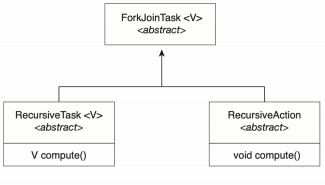 ForkJoinTask <V>
<abstract>
RecursiveTask <V>
<abstract>
V compute()
RecursiveAction
<abstract>
void compute()